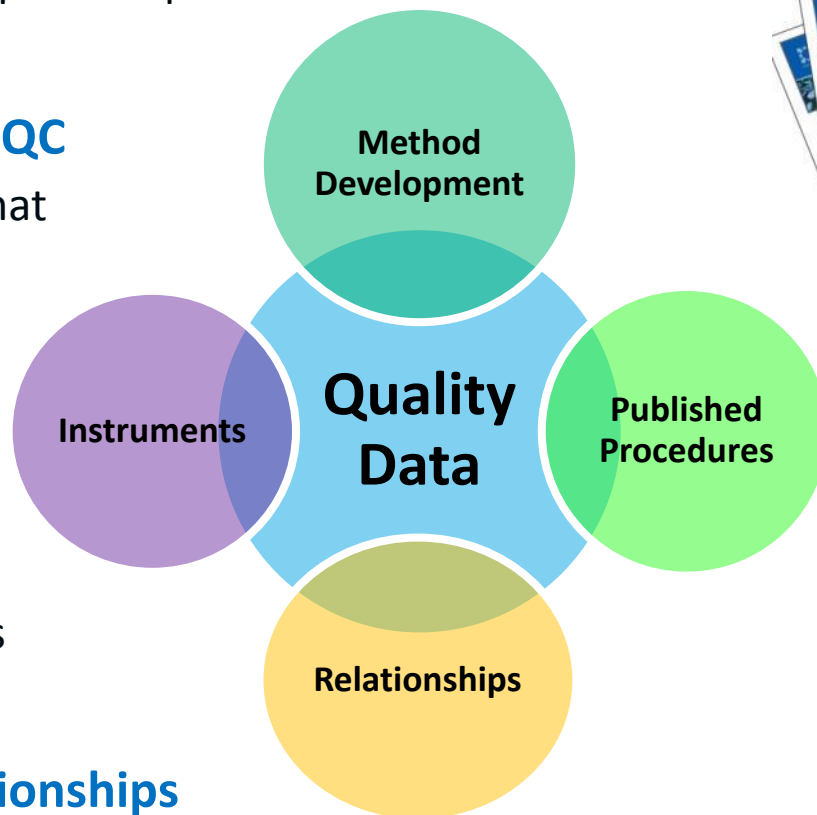 QC
Method
Development
Quality
Data
Instruments
Published
Procedures
Relationships